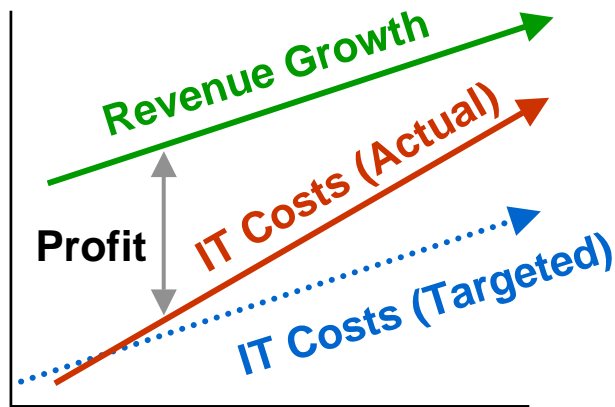 Revenue Growth
IT Costs (Actual)
Profit
IT Costs (Targeted)